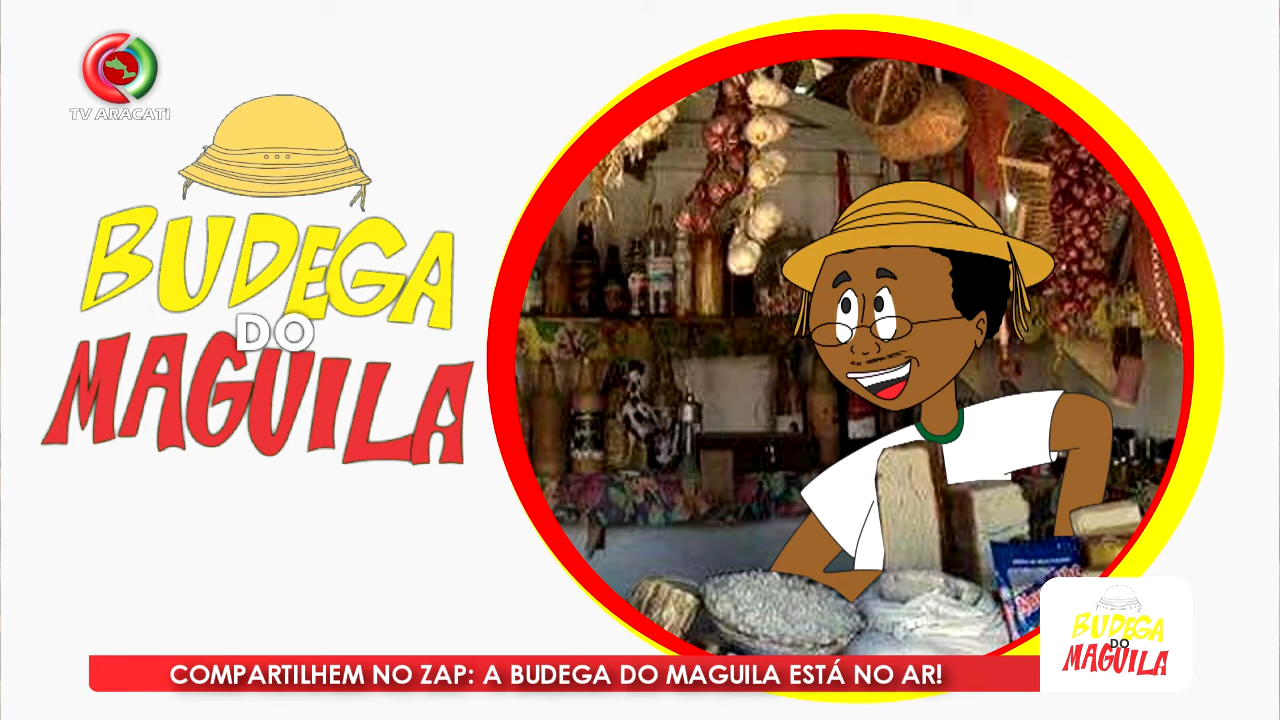 TV ARACATI
BUDEGA
DO
MAGUILA
COMPARTILHEM NO ZAP: A BUDEGA DO MAGUILA ESTÁ NO AR!
BUDEGA
DO
MAGUILA